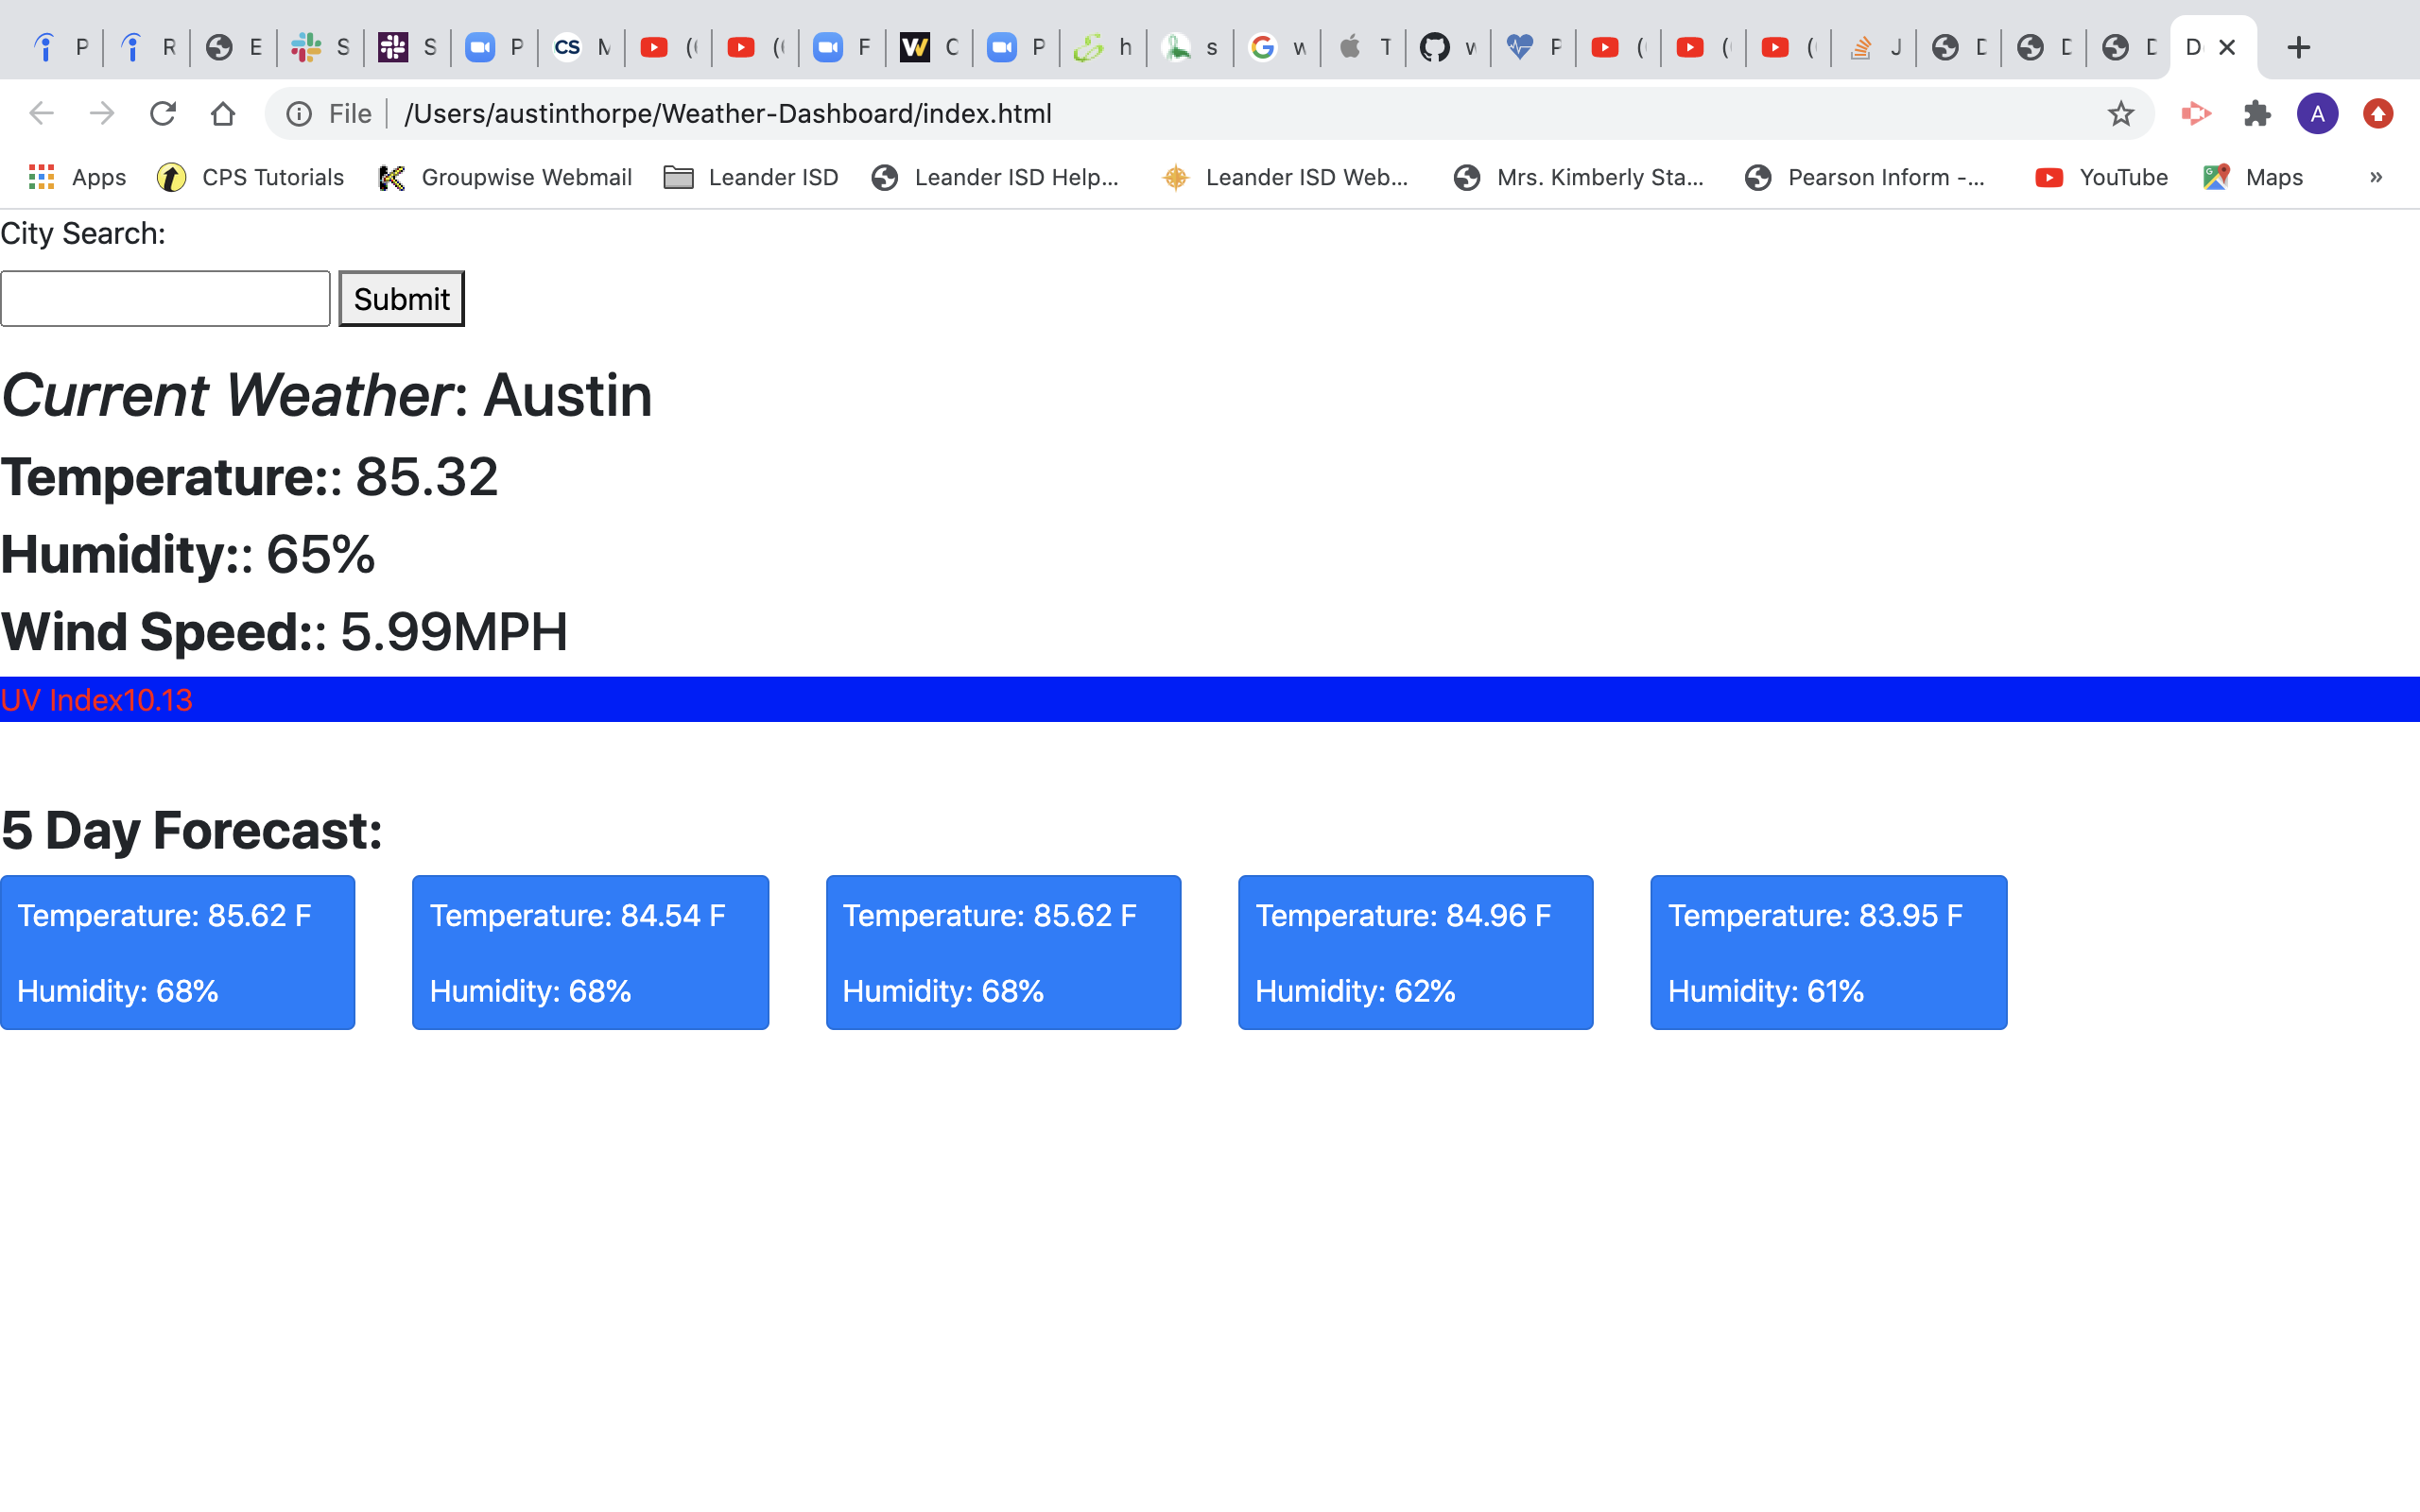 P R E S S P CS M (( (( F W C P h s G w T w P ( ( ( J D D D D
File /Users/austinthorpe/Weather-Dashboard/index.html A
Apps CPS Tutorials Groupwise Webmail Leander ISD Leander ISD Help... Leander ISD Web... Mrs. Kimberly Sta... Pearson Inform -... YouTube Maps »
City Search:
Submit
Current Weather: Austin
Temperature:: 85.32
Humidity:: 65%
Wind Speed:: 5.99MPH
UV Index10.13
5 Day Forecast:
Temperature: 85.62 F Temperature: 84.54 F Temperature: 85.62 F Temperature: 84.96 F Temperature: 83.95 F
Humidity: 68% Humidity: 68% Humidity: 68% Humidity: 62% Humidity: 61%